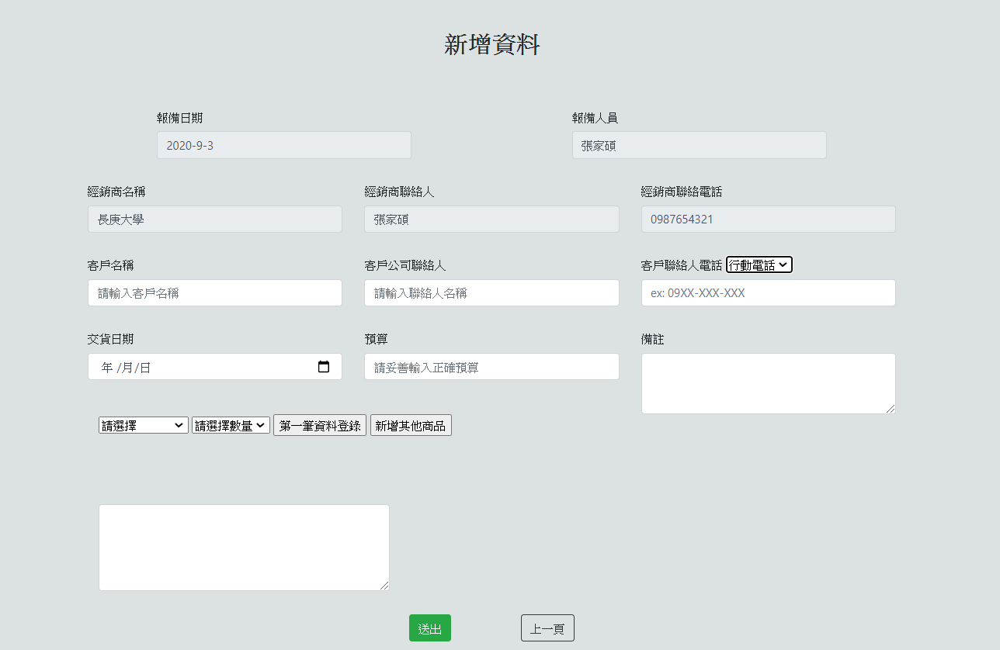 新增資料
報備日期 報備人員
2020-9-3 張家碩
經銷商名稱 經銷商聯絡人 經銷商聯絡電話
長庚大學 張家碩 0987654321
客戶名稱 客戶公司聯絡人 客戶聯絡人電話 行動電話
請輸入客戶名稱 請輸入聯絡人名稱 ex: 09XX-XXX-XXX
交貨日期 預算 備註
年 /月/日 請妥善輸入正確預算
請選擇 請選擇數量 第一筆資料登錄 新增其他商品
送出 上一頁